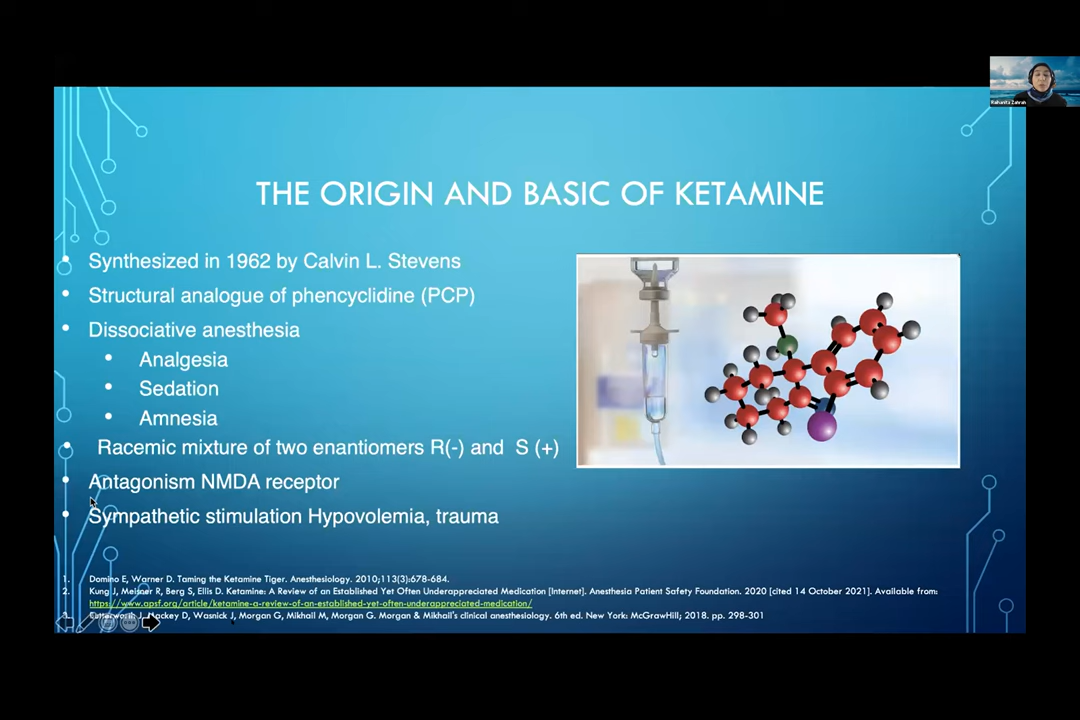 Raihanita Zahrah
THE ORIGIN AND BASIC OF KETAMINE
• Synthesized in 1962 by Calvin L. Stevens
• Structural analogue of phencyclidine (PCP)
• Dissociative anesthesia
• Analgesia
• Sedation
• Amnesia
• Racemic mixture of two enantiomers R(-) and S (+)
• Antagonism NMDA receptor
• Sympathetic stimulation Hypovolemia, trauma
1. Domino E, Warner D. Taming the Ketamine Tiger. Anesthesiology. 2010;113(3):678-684.
2. Kung J, Meisner R, Berg S, Ellis D. Ketamine: A Review of an Established Yet Often Underappreciated Medication [Internet]. Anesthesia Patient Safety Foundation. 2020 [cited 14 October 2021]. Available from:
https://www.apsf.org/article/ketamine-a-review-of-an-established-yet-often-underappreciated-medication/
3. Butterworth J, Mackey D, Wasnick J, Morgan G, Mikhail M, Morgan G. Morgan & Mikhail's clinical anesthesiology. 6th ed. New York: McGrawHill; 2018. pp. 298-301